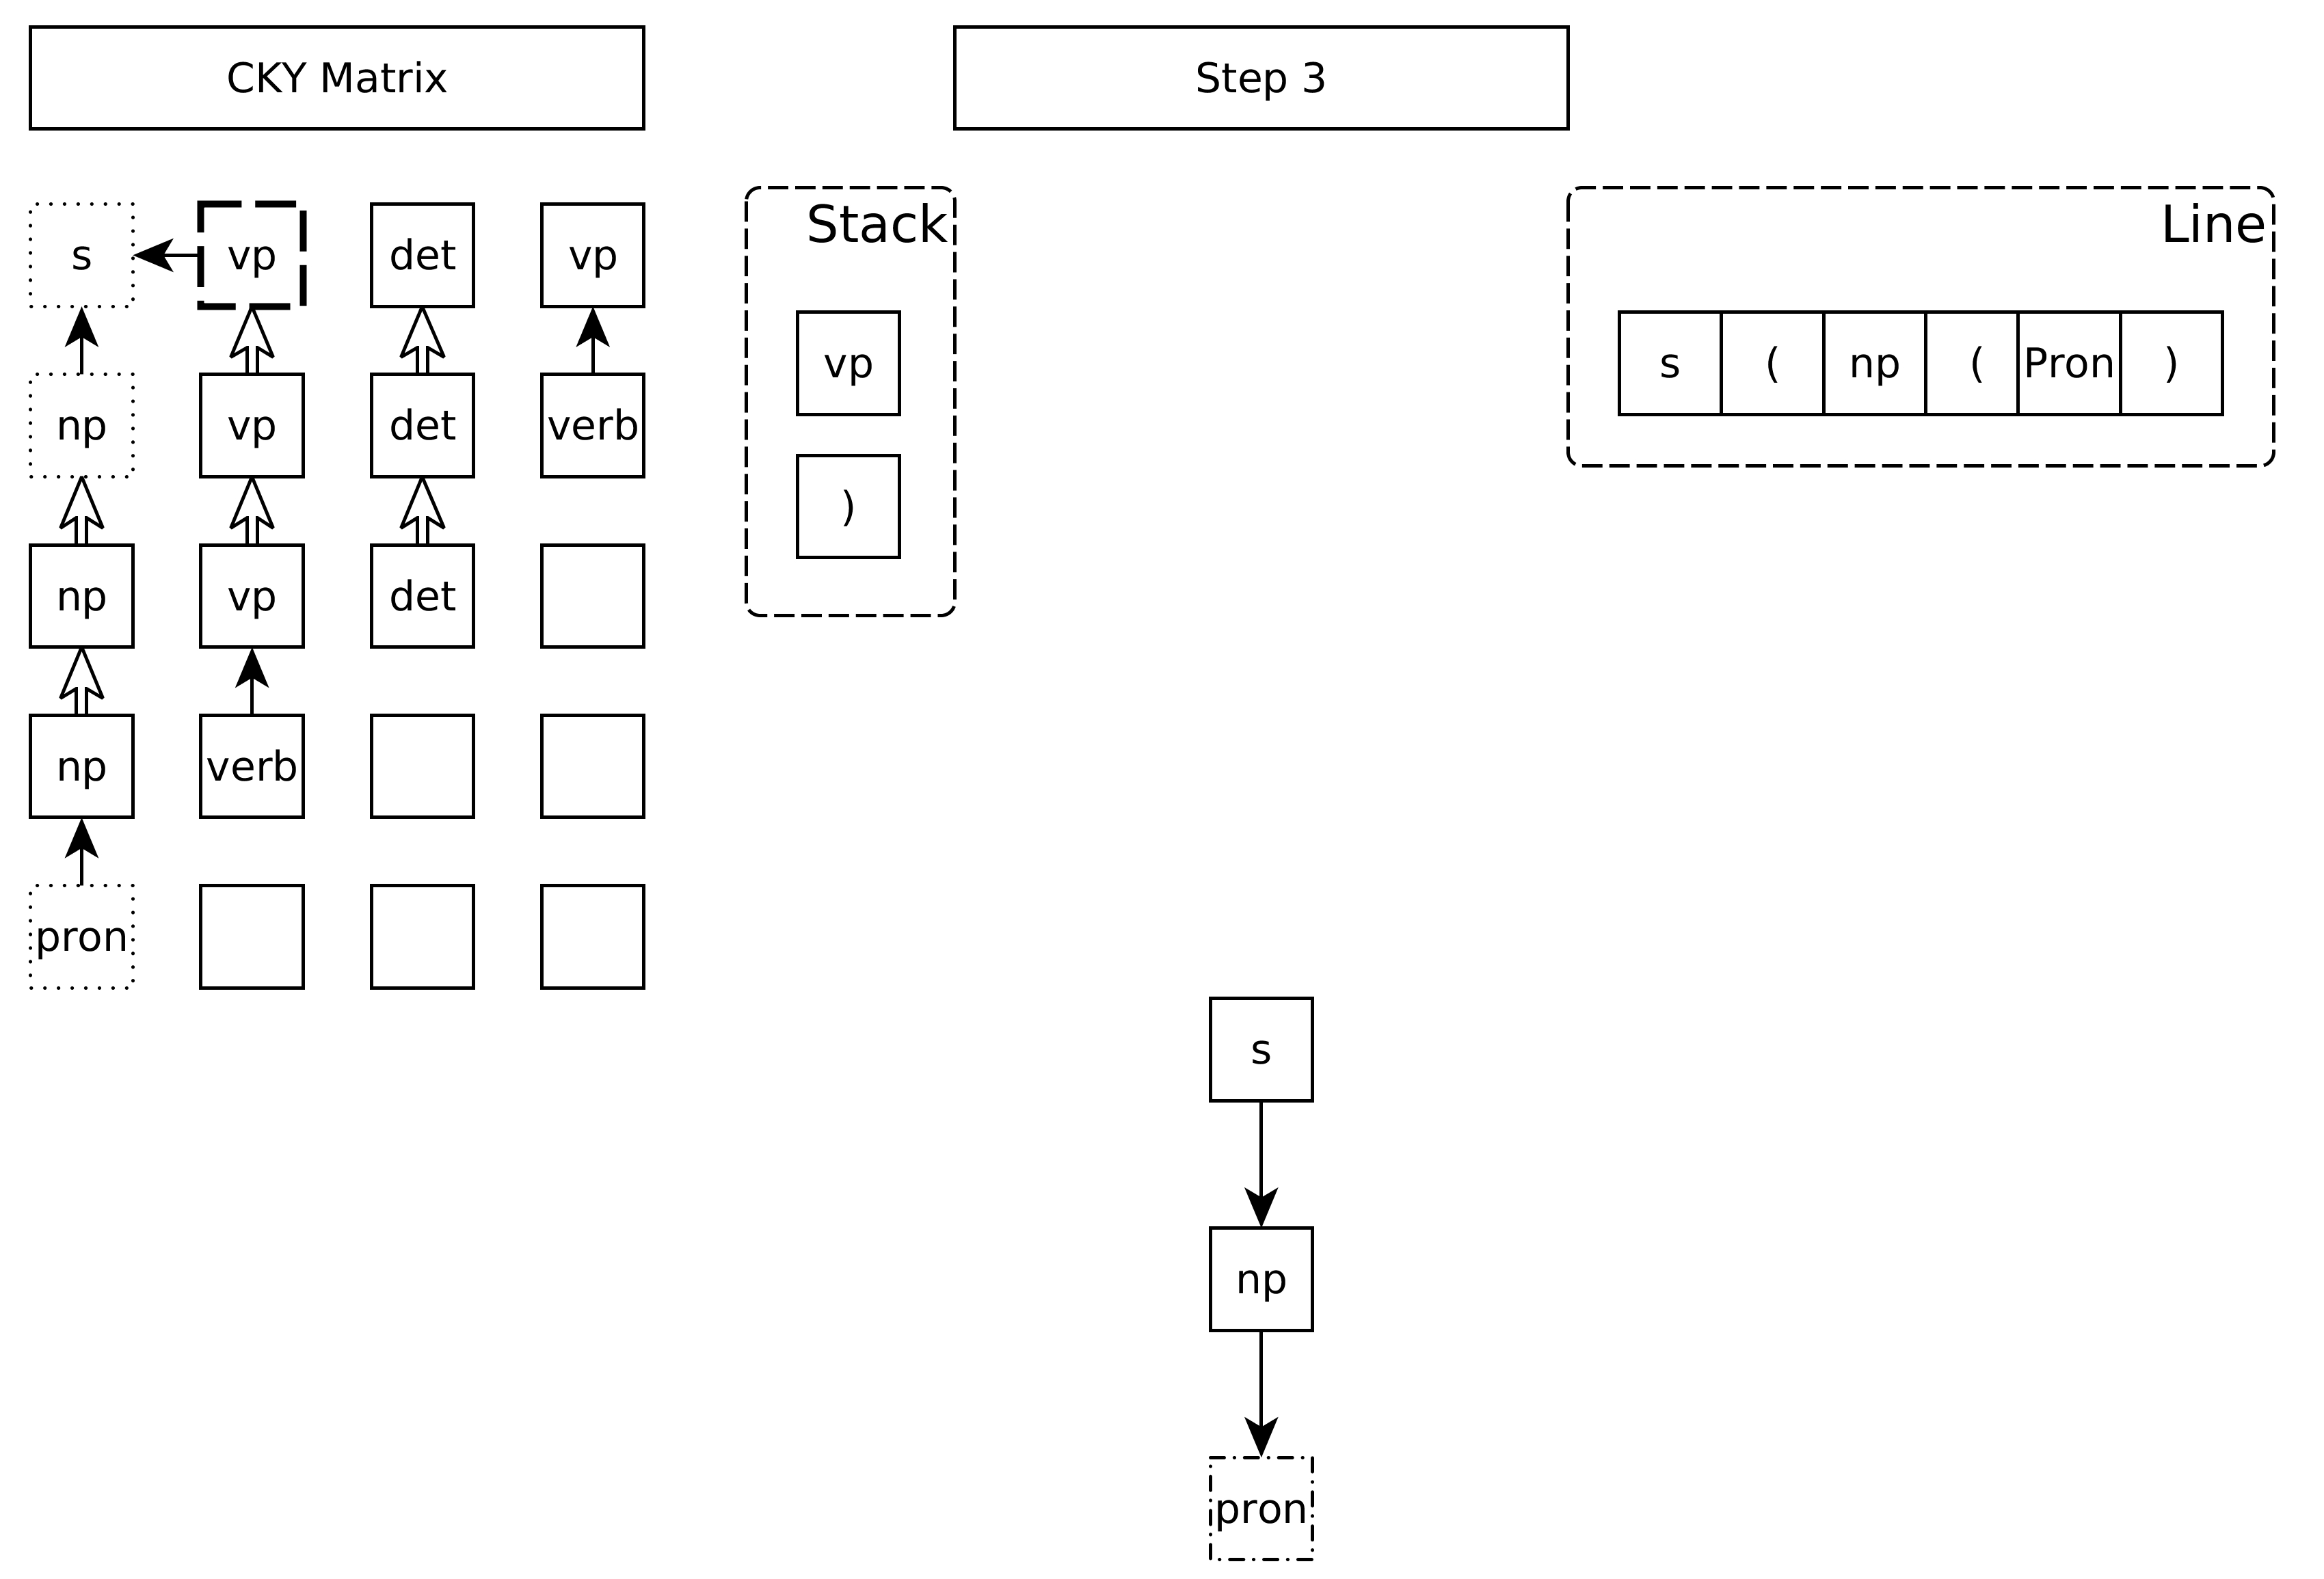 CKY Matrix
Step 3
s vp det vp
np vp det verb
np vp det
np verb
pron
Stack
vp
)
Line
s ( np ( Pron )
s
np
pron